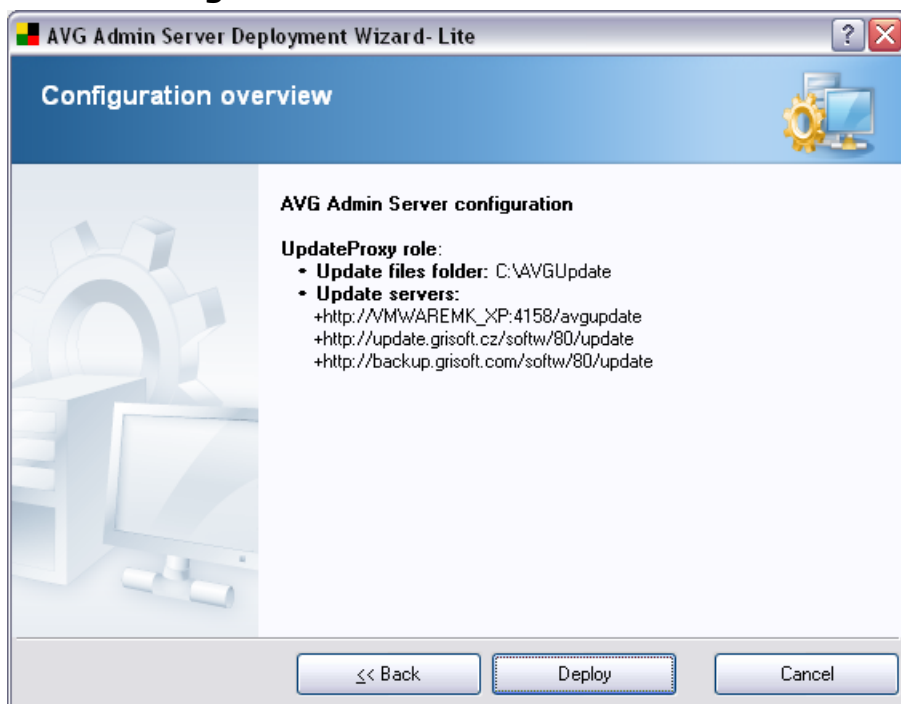 AVG Admin Server Deployment Wizard- Lite
Configuration overview
AVG Admin Server configuration
UpdateProxy role:
• Update files folder: C:\AVGUpdate
• Update servers:
+http://VMWAREMK_XP:4158/avgupdate
+http://update.grisoft.cz/softw/80/update
+http://backup.grisoft.com/softw/80/update
<< Back
Deploy
Cancel